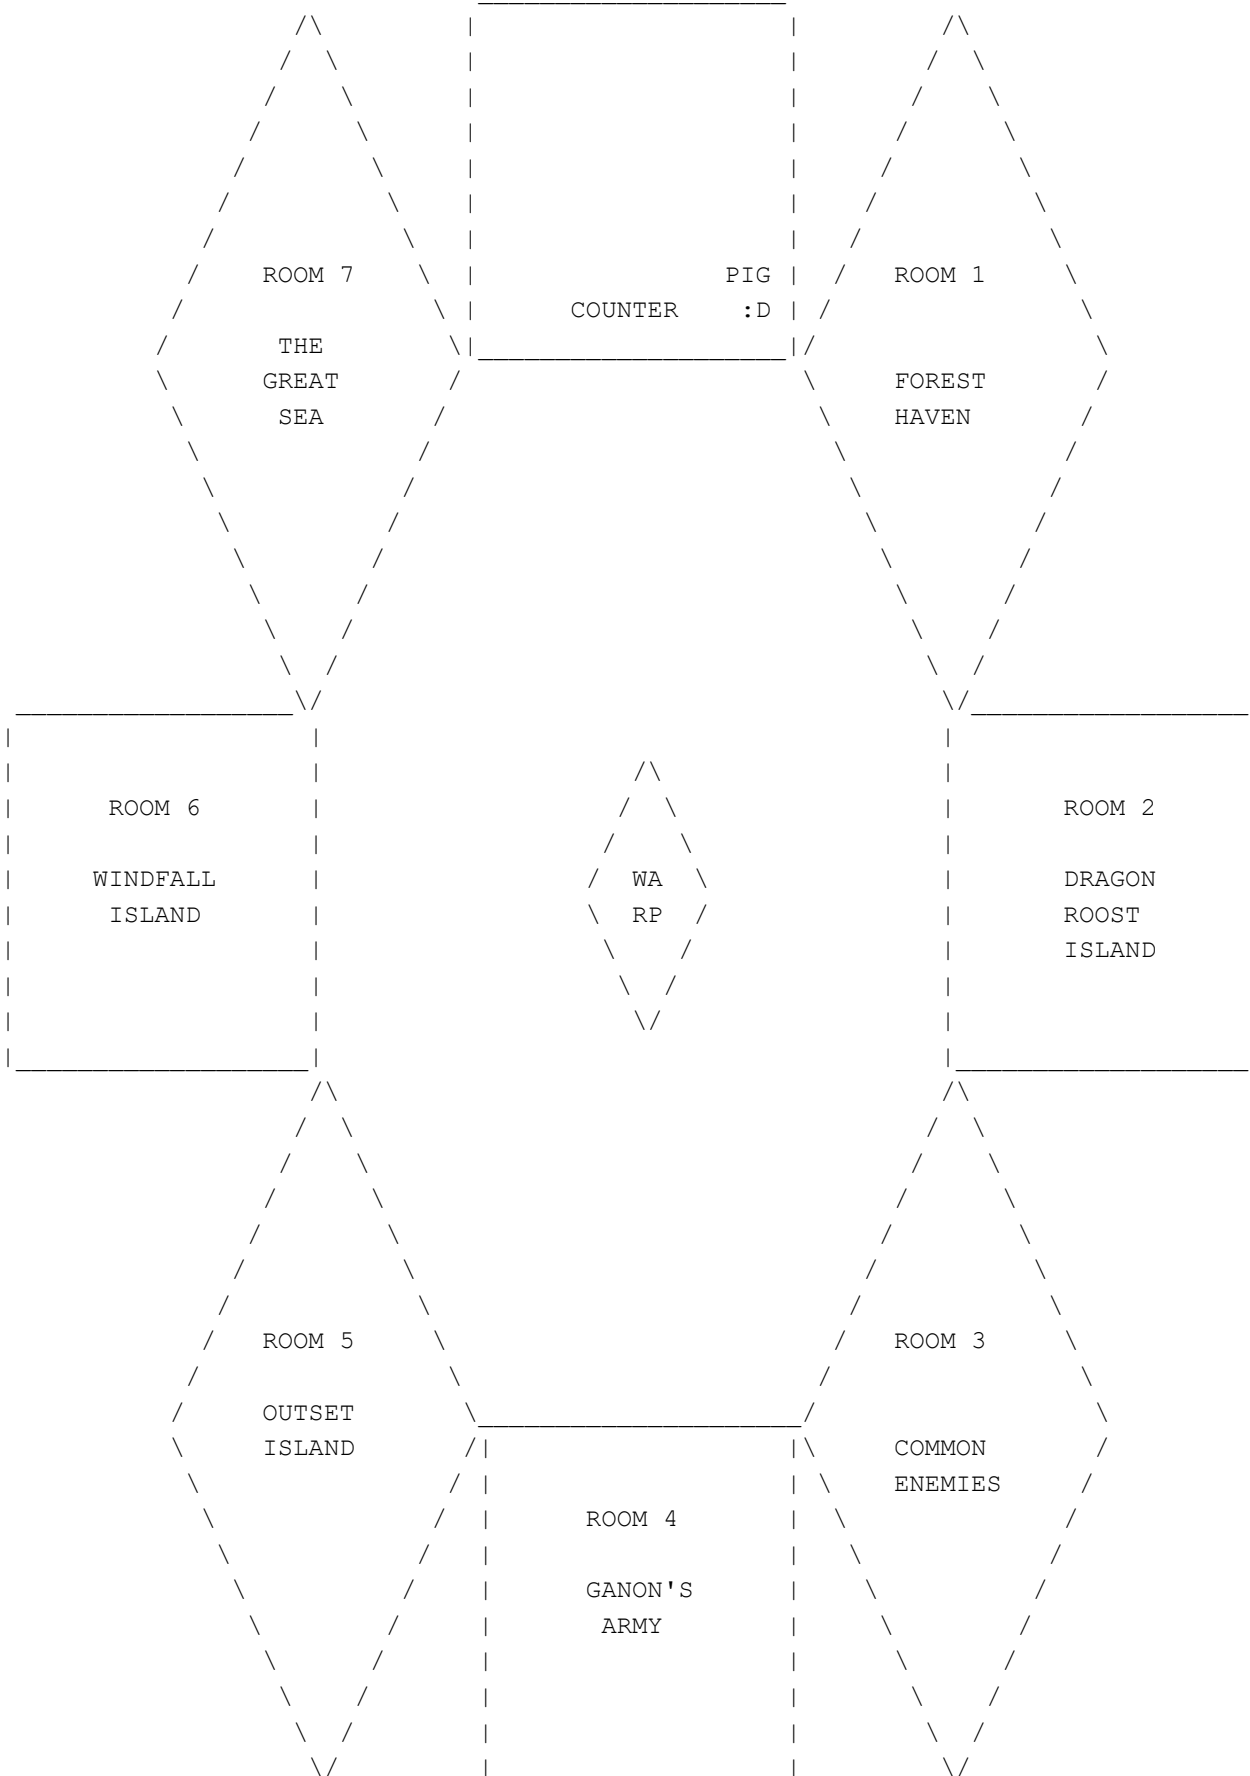 PIG
ROOM 7
ROOM 1
COUNTER :D
THE
GREAT
SEA
FOREST
HAVEN
ROOM 6
ROOM 2
WINDFALL
ISLAND
WA
RP
DRAGON
ROOST
ISLAND
ROOM 5
ROOM 3
OUTSET
ISLAND
COMMON
ENEMIES
ROOM 4
GANON'S
ARMY